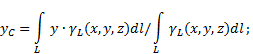 y_C = ∫_L y · γ_L(x, y, z)dl / ∫_L γ_L(x, y, z)dl ;